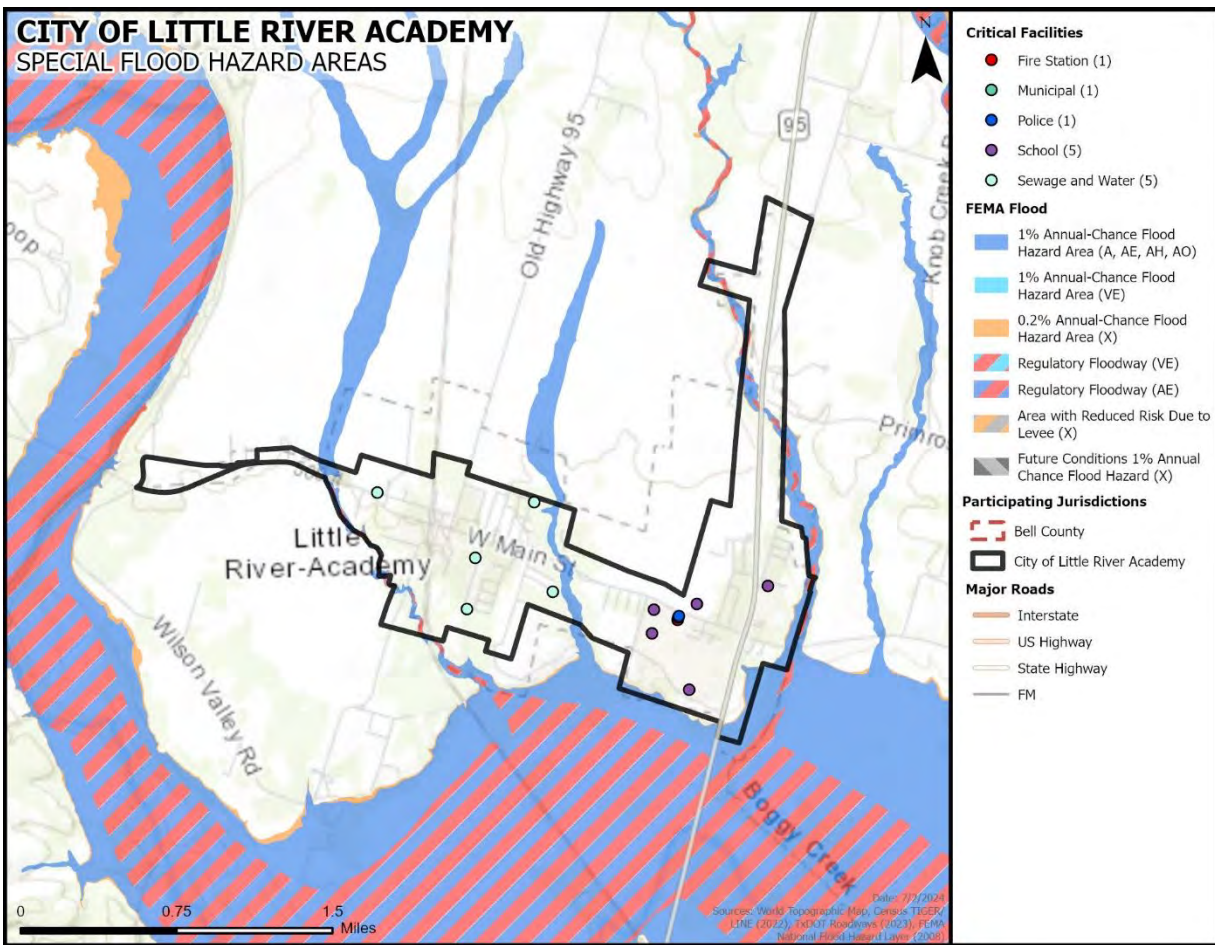 CITY OF LITTLE RIVER ACADEMY
SPECIAL FLOOD HAZARD AREAS
N
95
Old Highway 95
Knob Creek
oop
Primro
Little
River-Academy
W Main St
Wilson Valley Rd
Boggy Creek
0 0.75 1.5
Miles
Date: 7/2/2024
Sources: World Topographic Map, Census TIGER/
LINE (2022), TxDOT Roadways (2023), FEMA
National Flood Hazard Layer (2008)
Critical Facilities
Fire Station (1)
Municipal (1)
Police (1)
School (5)
Sewage and Water (5)
FEMA Flood
1% Annual-Chance Flood
Hazard Area (A, AE, AH, AO)
1% Annual-Chance Flood
Hazard Area (VE)
0.2% Annual-Chance Flood
Hazard Area (X)
Regulatory Floodway (VE)
Regulatory Floodway (AE)
Area with Reduced Risk Due to
Levee (X)
Future Conditions 1% Annual
Chance Flood Hazard (X)
Participating Jurisdictions
Bell County
City of Little River Academy
Major Roads
Interstate
US Highway
State Highway
FM